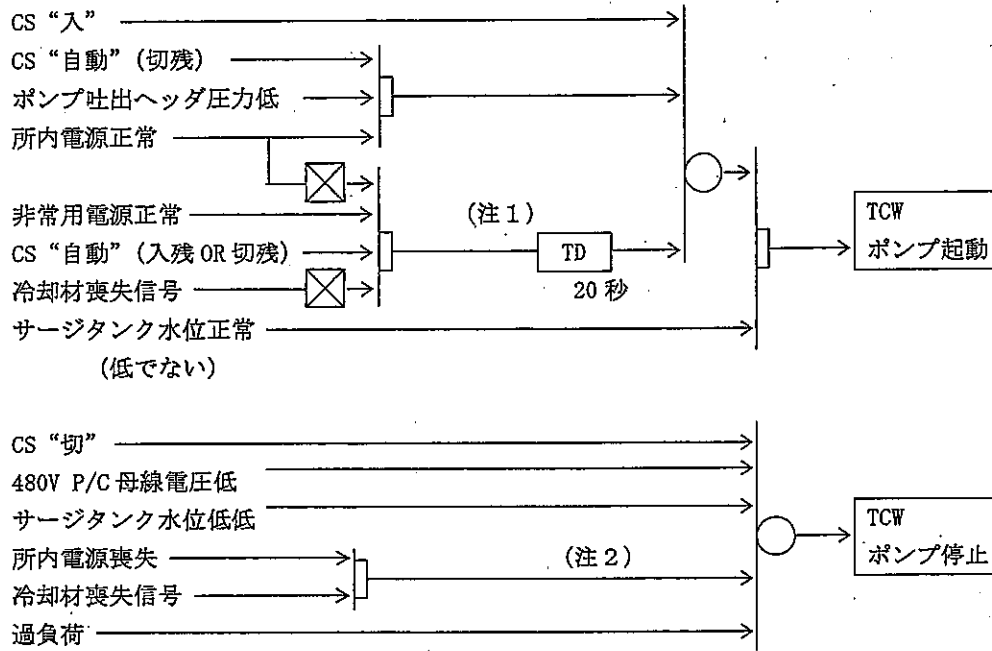 CS “入”
CS “自動” (切残)
ポンプ吐出ヘッダ圧力低
所内電源正常
非常用電源正常
(注1)
CS “自動” (入残 OR 切残)
TD
冷却材喪失信号
20 秒
サージタンク水位正常
(低でない)
TCW
ポンプ起動
CS “切”
480V P/C 母線電圧低
サージタンク水位低低
所内電源喪失
(注2)
冷却材喪失信号
過負荷
TCW
ポンプ停止